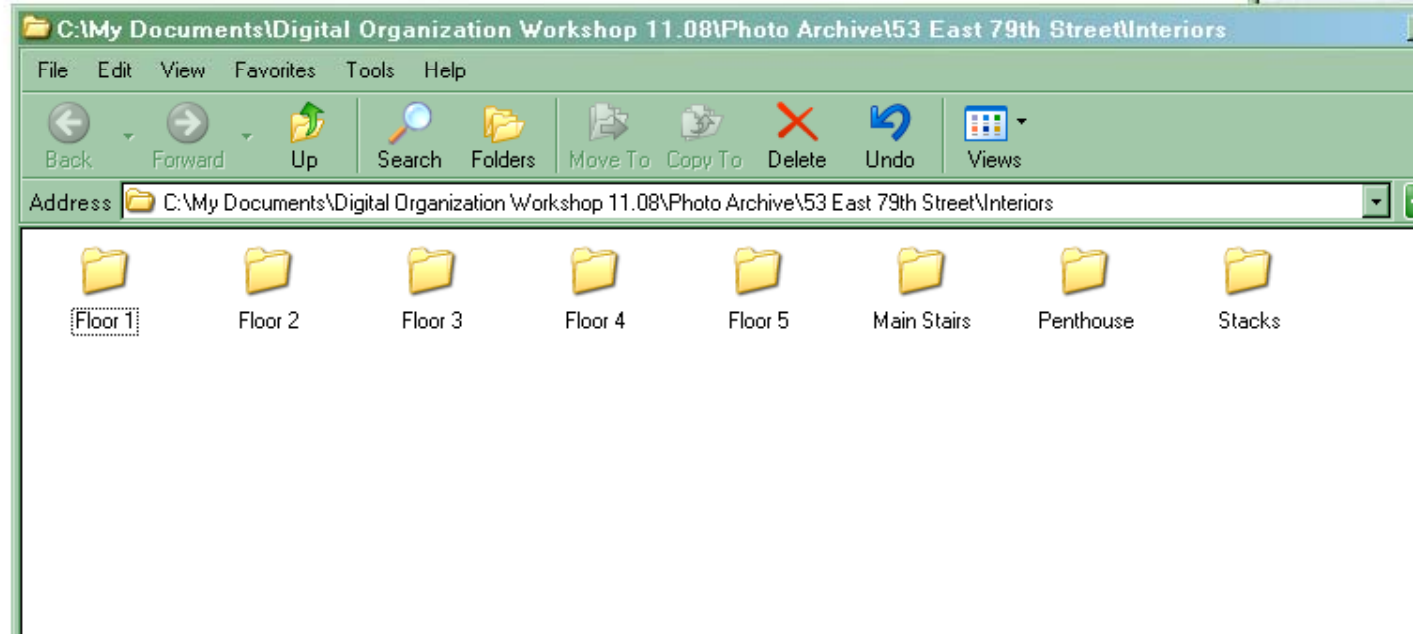 C:\My Documents\Digital Organization Workshop 11.08\Photo Archive\53 East 79th Street\Interiors
File Edit View Favorites Tools Help
Back Forward Up Search Folders Move To Copy To Delete Undo Views
Address C:\My Documents\Digital Organization Workshop 11.08\Photo Archive\53 East 79th Street\Interiors
Floor 1 Floor 2 Floor 3 Floor 4 Floor 5 Main Stairs Penthouse Stacks